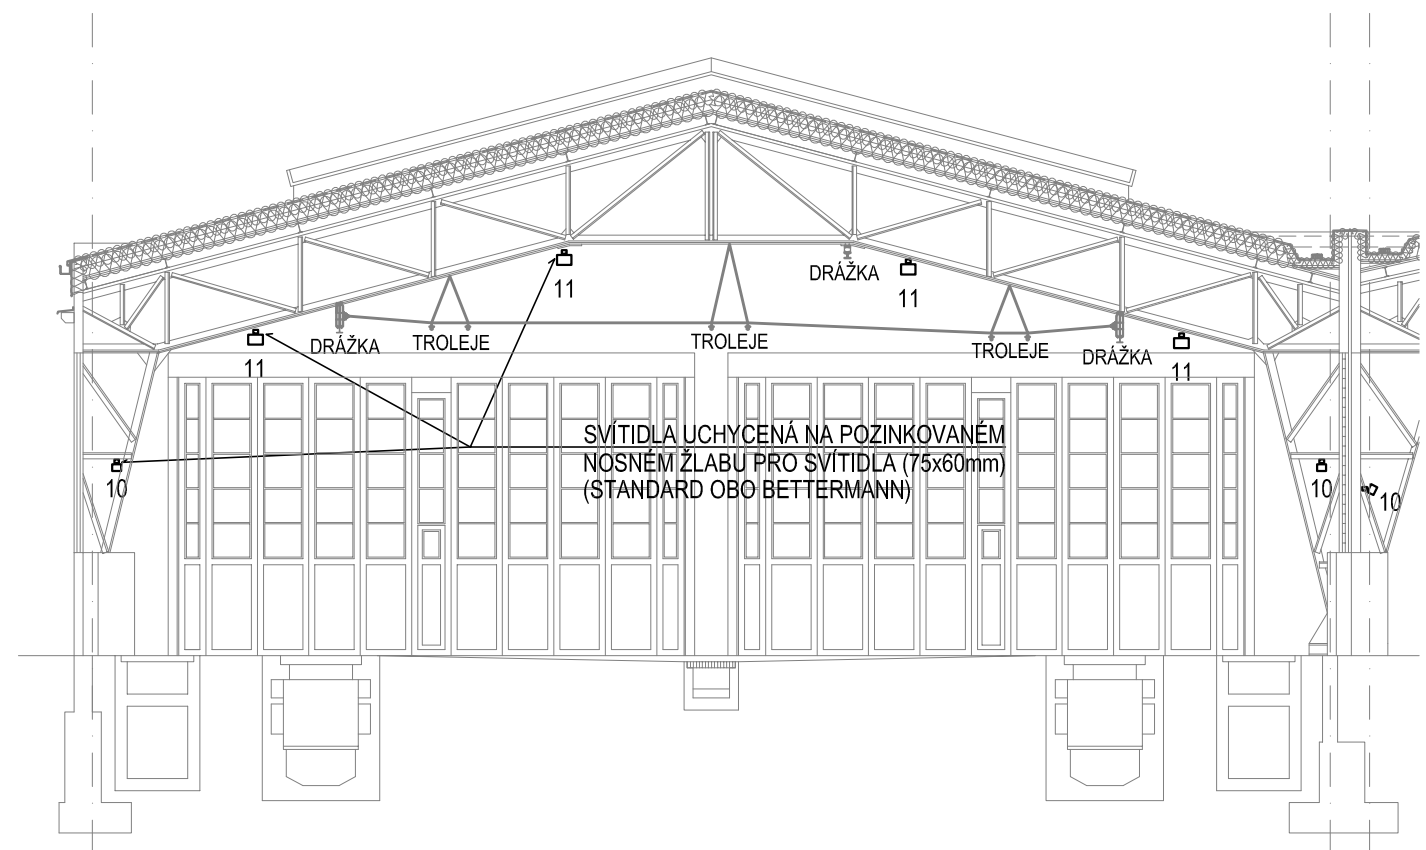 DRÁŽKA
11
11
DRÁŽKA
TROLEJE
TROLEJE
TROLEJE
DRÁŽKA
11
11
SVÍTIDLA UCHYCENÁ NA POZINKOVANÉM
NOSNÉM ŽLABU PRO SVÍTIDLA (75x60mm)
(STANDARD OBO BETTERMANN)
10
10
10